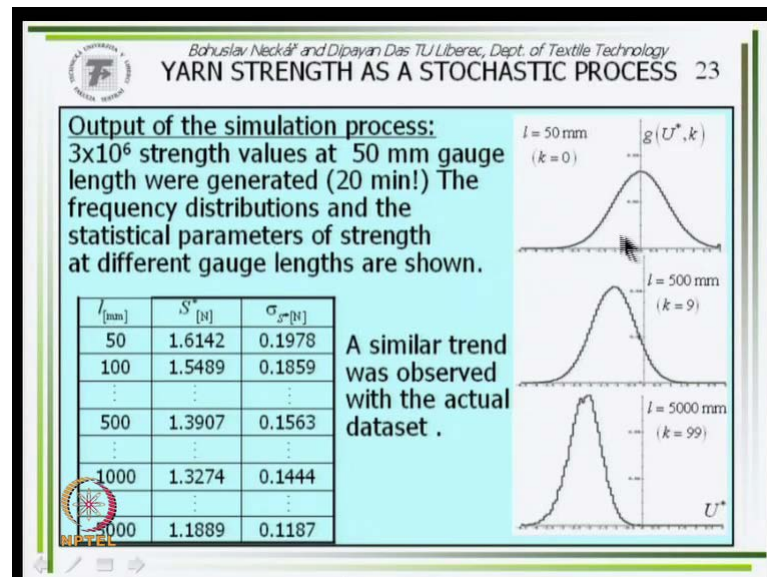 Bohuslav Neckář and Dipayan Das TU Liberec, Dept. of Textile Technology
YARN STRENGTH AS A STOCHASTIC PROCESS 23
Output of the simulation process:
3x10⁶ strength values at 50 mm gauge
length were generated (20 min!) The
frequency distributions and the
statistical parameters of strength
at different gauge lengths are shown.
l[mm] S*[N] σS*[N]
50 1.6142 0.1978
100 1.5489 0.1859
⋮ ⋮ ⋮
500 1.3907 0.1563
⋮ ⋮ ⋮
1000 1.3274 0.1444
⋮ ⋮ ⋮
000 1.1889 0.1187
A similar trend
was observed
with the actual
dataset .
l = 50 mm
(k = 0)
g(U*,k)
l = 500 mm
(k = 9)
l = 5000 mm
(k = 99)
U*
NPTEL